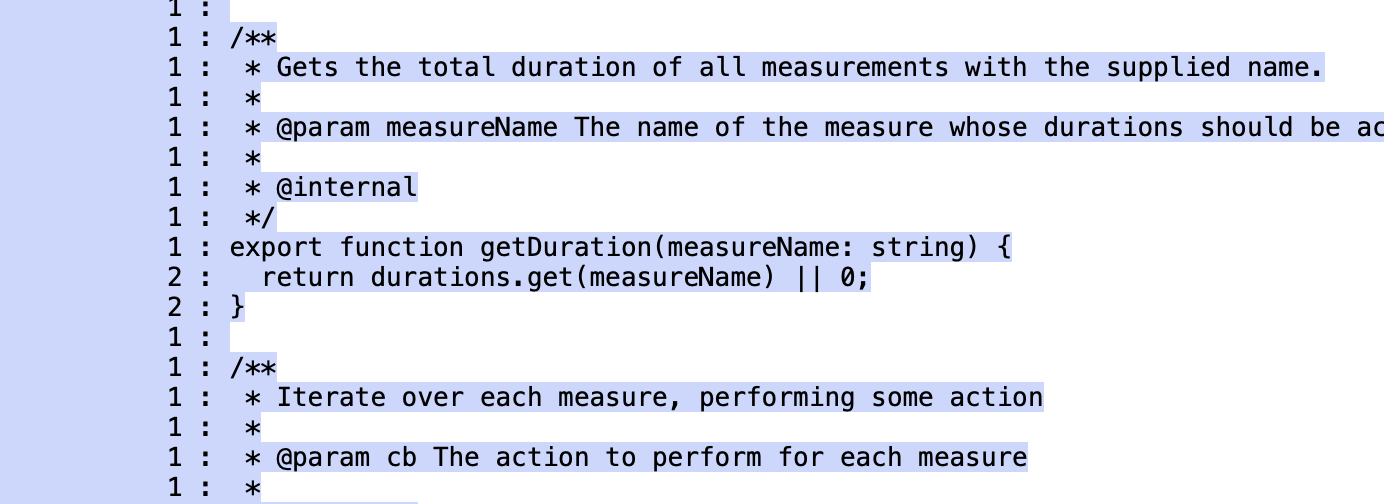 1 :
1 : /**
1 :  * Gets the total duration of all measurements with the supplied name.
1 :  *
1 :  * @param measureName The name of the measure whose durations should be
1 :  *
1 :  * @internal
1 :  */
1 : export function getDuration(measureName: string) {
2 :   return durations.get(measureName) || 0;
2 : }
1 :
1 : /**
1 :  * Iterate over each measure, performing some action
1 :  *
1 :  * @param cb The action to perform for each measure
1 :  *